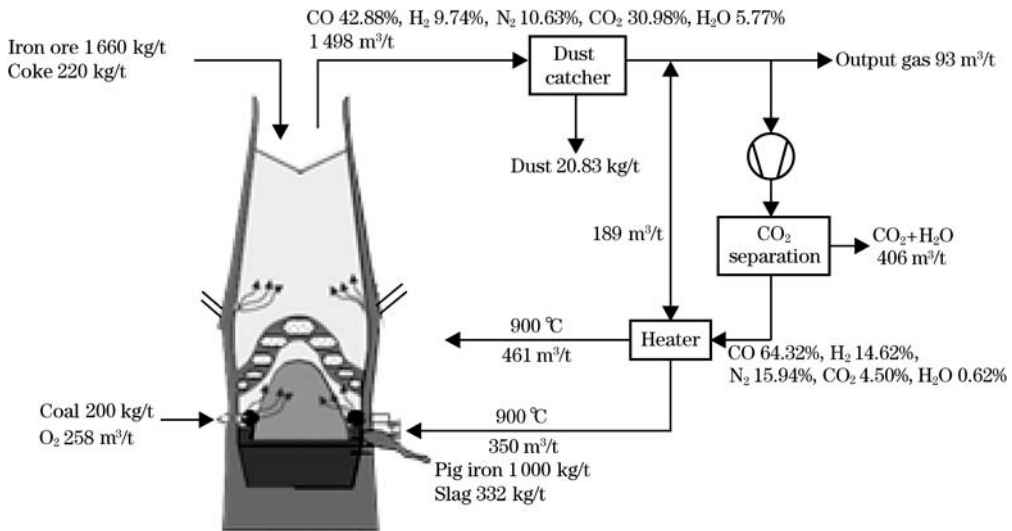 CO 42.88%, H₂ 9.74%, N₂ 10.63%, CO₂ 30.98%, H₂O 5.77%
1 498 m³/t
Iron ore 1 660 kg/t
Coke 220 kg/t
Dust
catcher
Output gas 93 m³/t
Dust 20.83 kg/t
189 m³/t
CO₂
separation
CO₂+H₂O
406 m³/t
900 ℃
461 m³/t
Heater
CO 64.32%, H₂ 14.62%,
N₂ 15.94%, CO₂ 4.50%, H₂O 0.62%
Coal 200 kg/t
O₂ 258 m³/t
900 ℃
350 m³/t
Pig iron 1 000 kg/t
Slag 332 kg/t